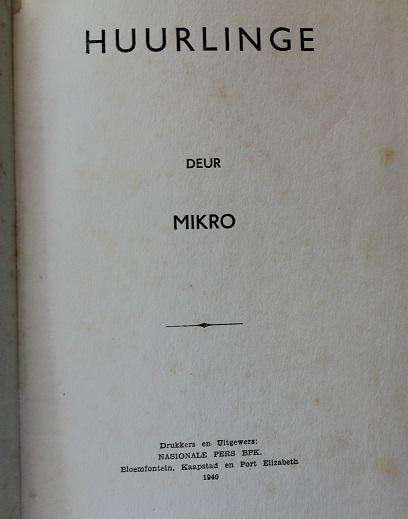 HUURLINGE
DEUR
MIKRO
Drukkers en Uitgewers:
NASIONALE PERS BPK.
Bloemfontein, Kaapstad en Port Elizabeth
1940